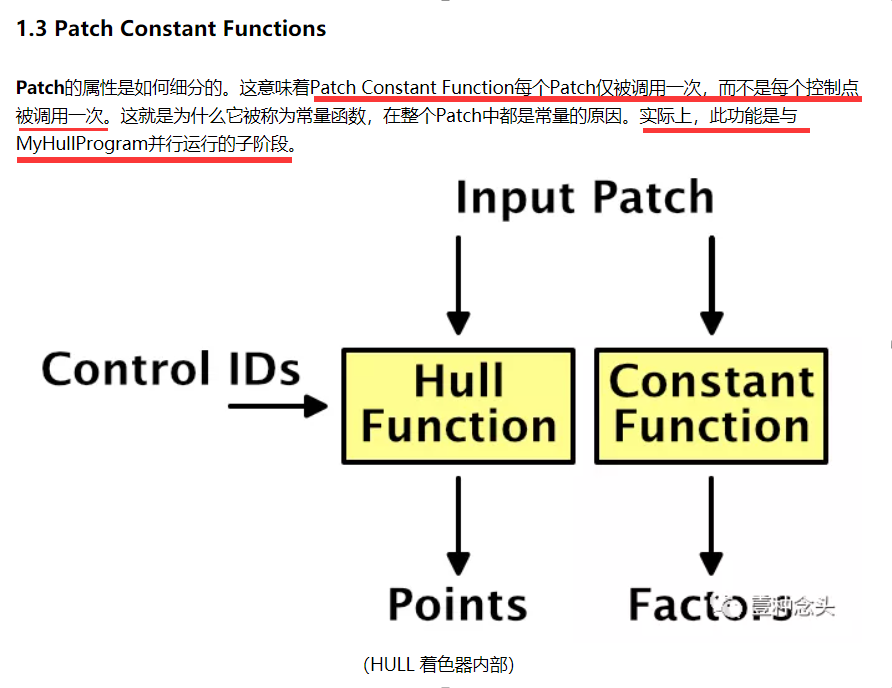 1.3 Patch Constant Functions
Patch的属性是如何细分的。这意味着Patch Constant Function每个Patch仅被调用一次，而不是每个控制点
被调用一次。这就是为什么它被称为常量函数，在整个Patch中都是常量的原因。实际上，此功能是与
MyHullProgram并行运行的子阶段。
Input Patch
Control IDs
Hull
Function
Constant
Function
Points
Factors
壹种念头
(HULL 着色器内部)